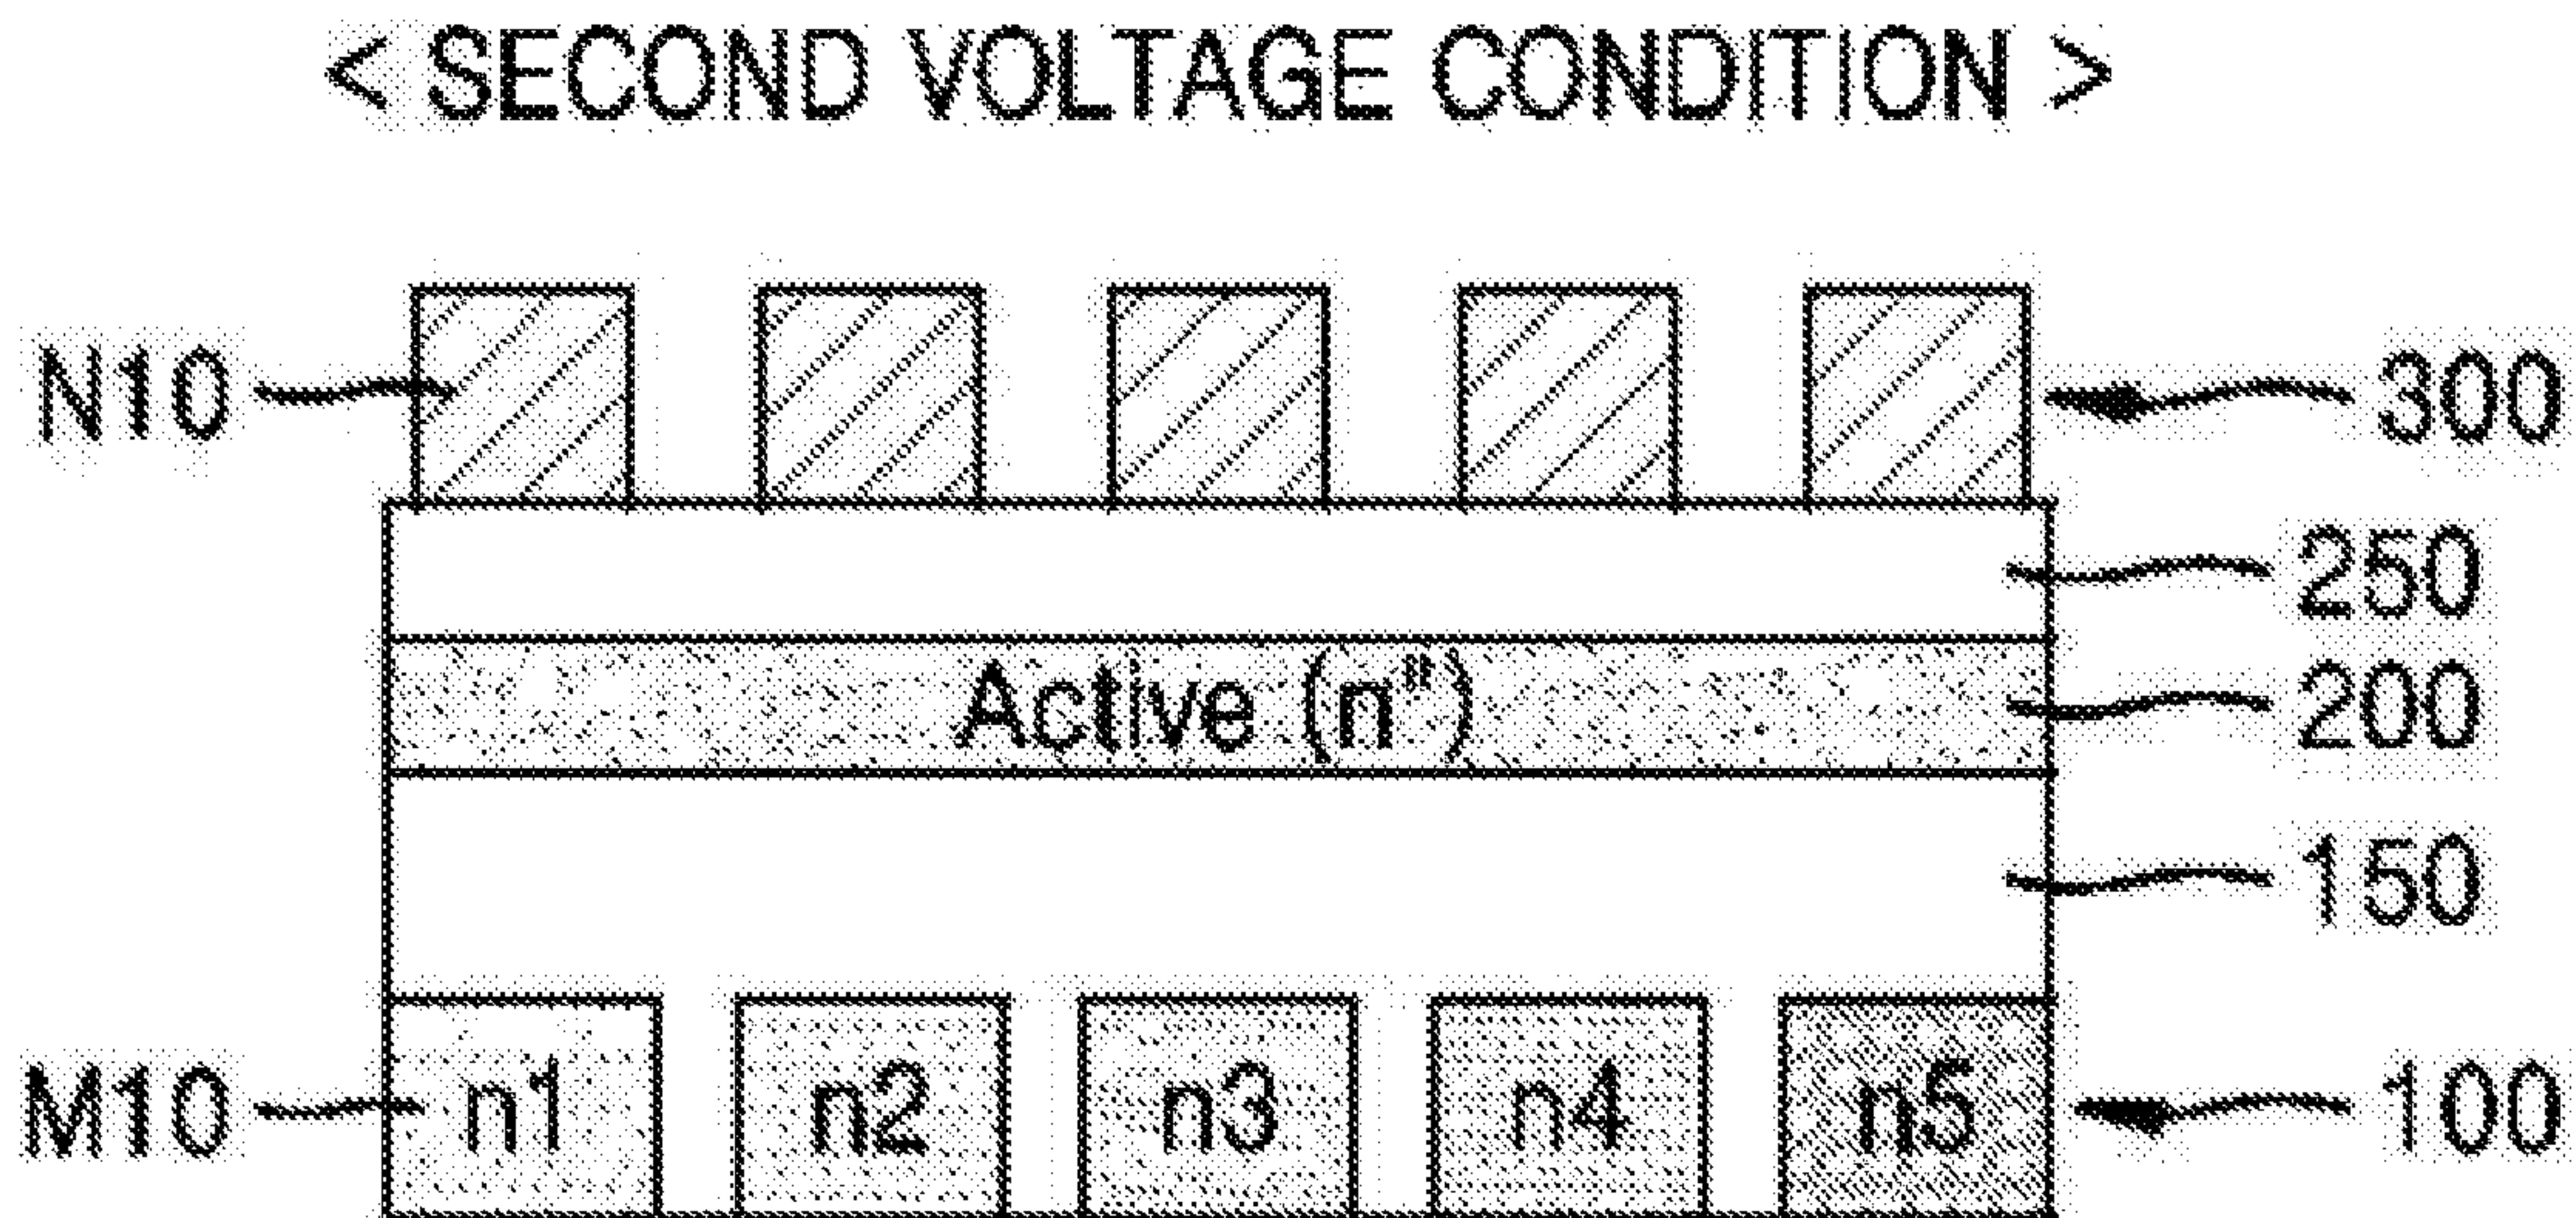 < SECOND VOLTAGE CONDITION >
N10
300
250
Active (n")
200
150
M10
n1
n2
n3
n4
n5
100